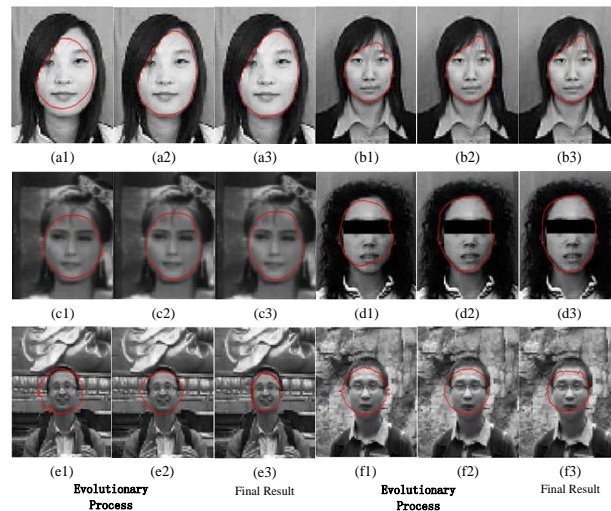 (a1) (a2) (a3) (b1) (b2) (b3)
(c1) (c2) (c3) (d1) (d2) (d3)
(e1) (e2) (e3) (f1) (f2) (f3)
Evolutionary Process Final Result Evolutionary Process Final Result